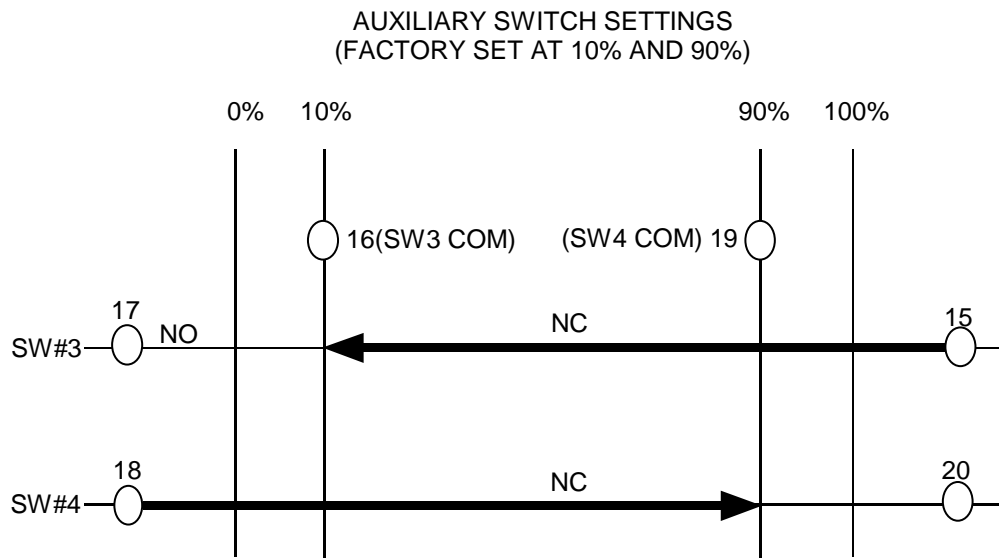 AUXILIARY SWITCH SETTINGS
(FACTORY SET AT 10% AND 90%)
0% 10% 90% 100%
16(SW3 COM) (SW4 COM) 19
17 15
SW#3 NO NC
18 20
SW#4 NC